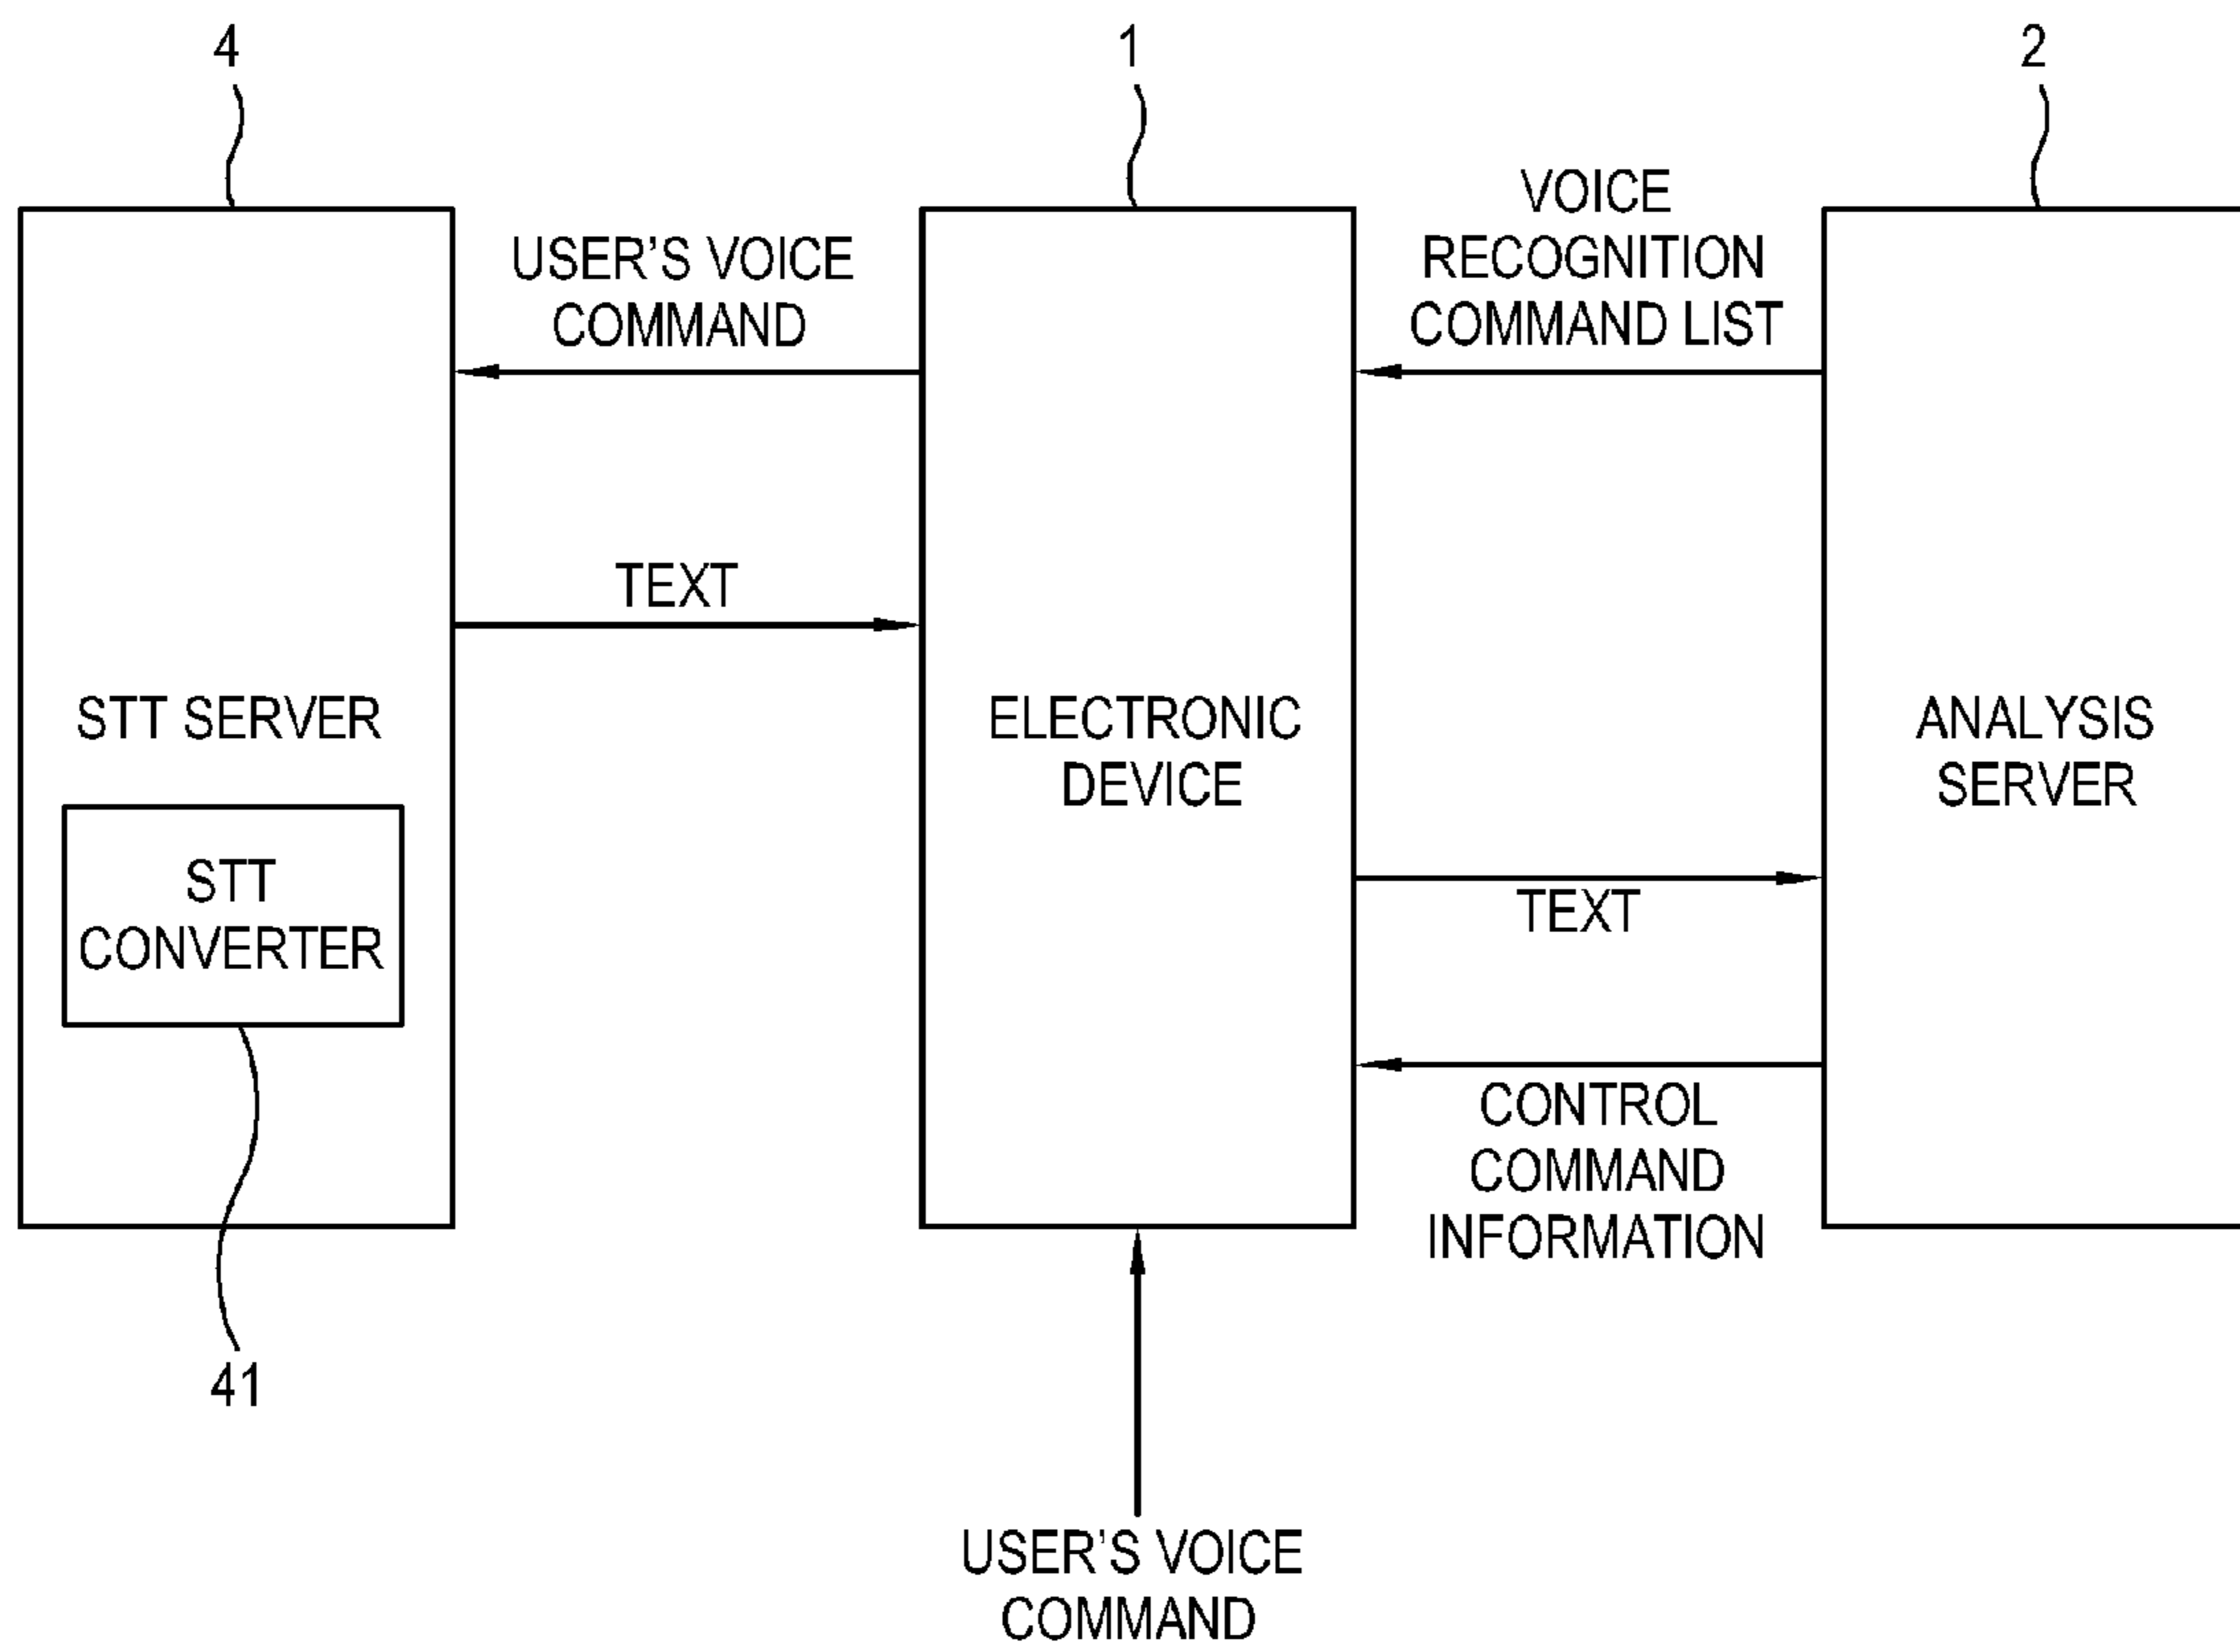 4
1
2
USER'S VOICE
COMMAND
VOICE
RECOGNITION
COMMAND LIST
TEXT
STT SERVER
STT
CONVERTER
ELECTRONIC
DEVICE
ANALYSIS
SERVER
TEXT
CONTROL
COMMAND
INFORMATION
41
USER'S VOICE
COMMAND